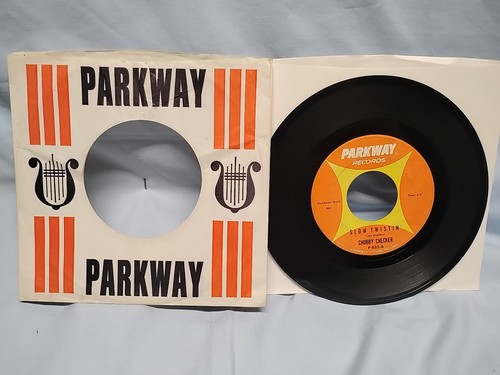 PARKWAY
PARKWAY
PARKWAY
RECORDS
SLOW TWISTIN'
CHUBBY CHECKER
P-835-A